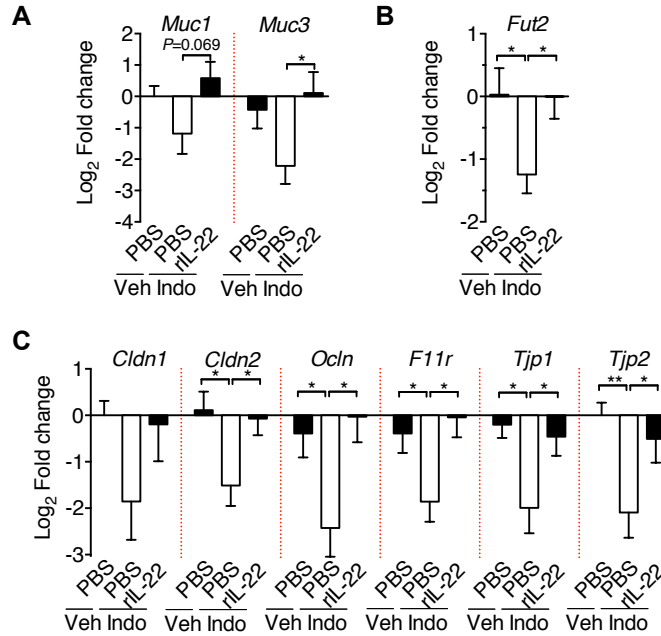 A
Muc1
Muc3
P=0.069
*
Log2 Fold change
2
1
0
-1
-2
-3
-4
PBS
PBS
rIL-22
PBS
PBS
rIL-22
Veh Indo
Veh Indo
B
Fut2
* *
Log2 Fold change
1
0
-1
-2
PBS
PBS
rIL-22
Veh Indo
C
Cldn1
Cldn2
Ocln
F11r
Tjp1
Tjp2
* *
* *
* *
* *
** *
Log2 Fold change
1
0
-1
-2
-3
PBS
PBS
rIL-22
PBS
PBS
rIL-22
PBS
PBS
rIL-22
PBS
PBS
rIL-22
PBS
PBS
rIL-22
PBS
PBS
rIL-22
Veh Indo
Veh Indo
Veh Indo
Veh Indo
Veh Indo
Veh Indo